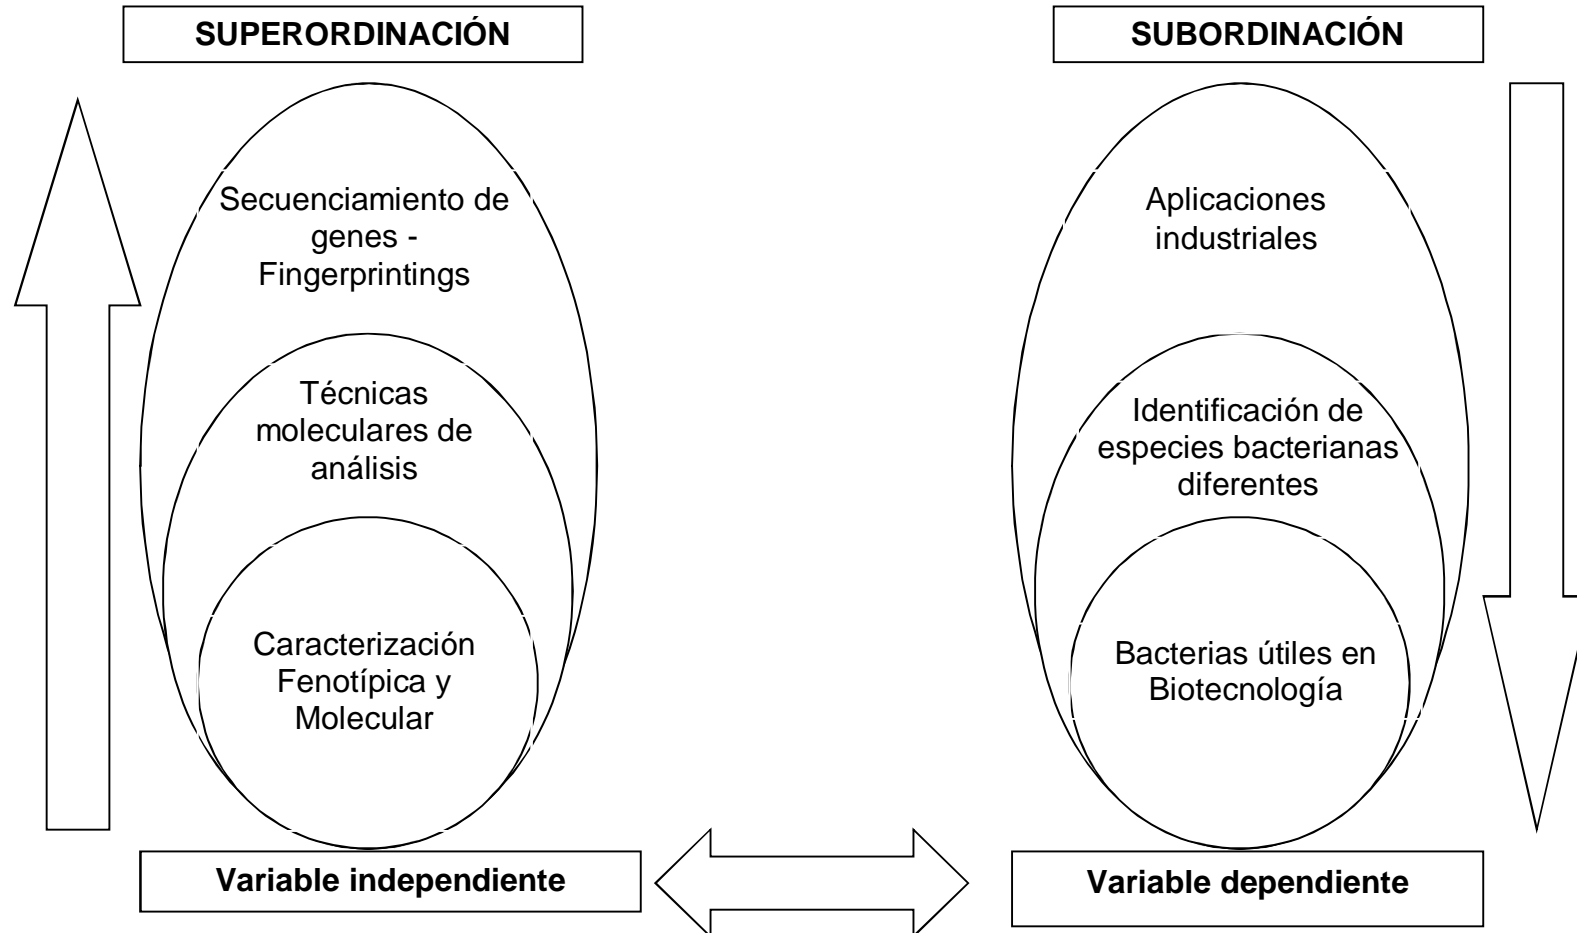 SUPERORDINACIÓN
SUBORDINACIÓN
Secuenciamiento de
genes -
Fingerprintings
Aplicaciones
industriales
Técnicas
moleculares de
análisis
Identificación de
especies bacterianas
diferentes
Caracterización
Fenotípica y
Molecular
Bacterias útiles en
Biotecnología
Variable independiente
Variable dependiente